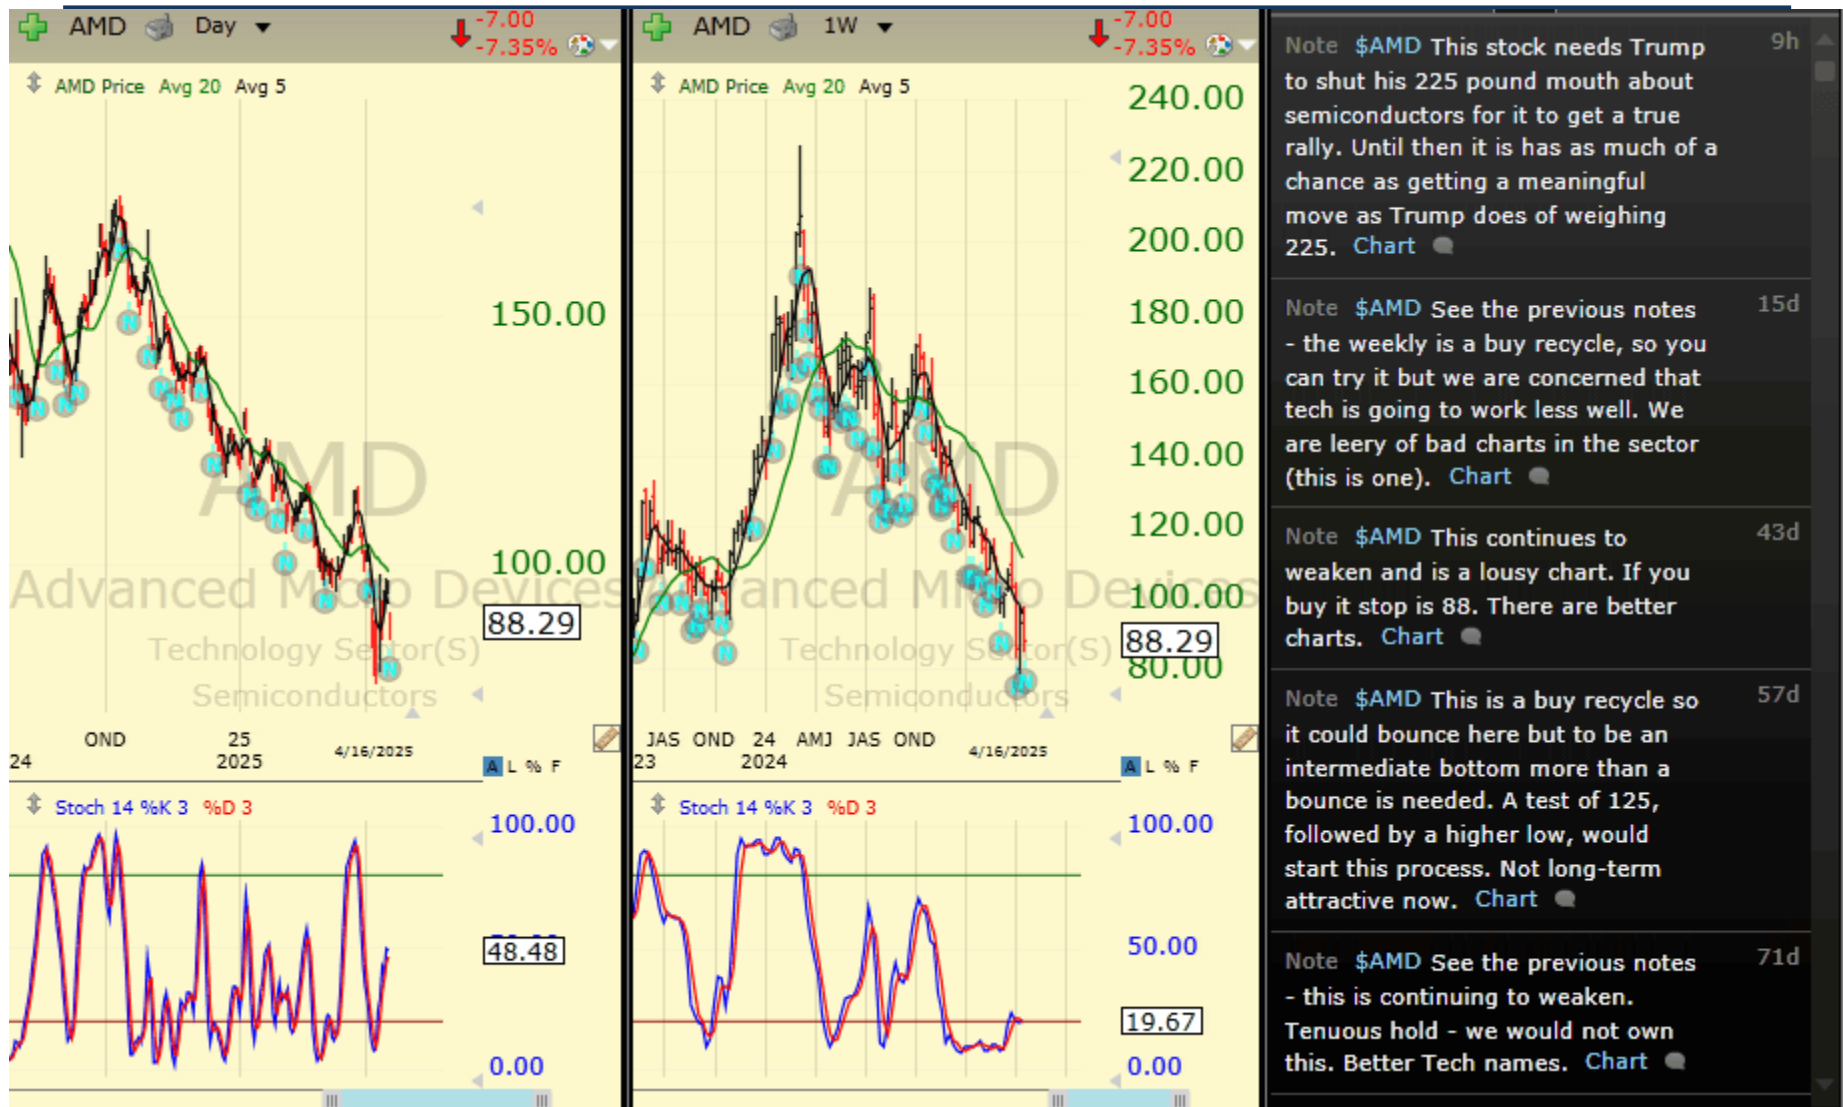 AMD Day
-7.00
-7.35%
AMD Price Avg 20 Avg 5
150.00
100.00
88.29
AMD
Advanced Micro Devices
Technology Sector(S)
Semiconductors
OND 25
24 2025 4/16/2025
A L % F
Stoch 14 %K 3 %D 3
100.00
48.48
0.00
AMD 1W
-7.00
-7.35%
AMD Price Avg 20 Avg 5
240.00
220.00
200.00
180.00
160.00
140.00
120.00
100.00
88.29
80.00
AMD
Advanced Micro Devices
Technology Sector(S)
Semiconductors
JAS OND 24 AMJ JAS OND
23 2024 4/16/2025
A L % F
Stoch 14 %K 3 %D 3
100.00
50.00
19.67
0.00
Note $AMD This stock needs Trump 9h
to shut his 225 pound mouth about
semiconductors for it to get a true
rally. Until then it is has as much of a
chance as getting a meaningful
move as Trump does of weighing
225. Chart
Note $AMD See the previous notes 15d
- the weekly is a buy recycle, so you
can try it but we are concerned that
tech is going to work less well. We
are leery of bad charts in the sector
(this is one). Chart
Note $AMD This continues to 43d
weaken and is a lousy chart. If you
buy it stop is 88. There are better
charts. Chart
Note $AMD This is a buy recycle so 57d
it could bounce here but to be an
intermediate bottom more than a
bounce is needed. A test of 125,
followed by a higher low, would
start this process. Not long-term
attractive now. Chart
Note $AMD See the previous notes 71d
- this is continuing to weaken.
Tenuous hold - we would not own
this. Better Tech names. Chart